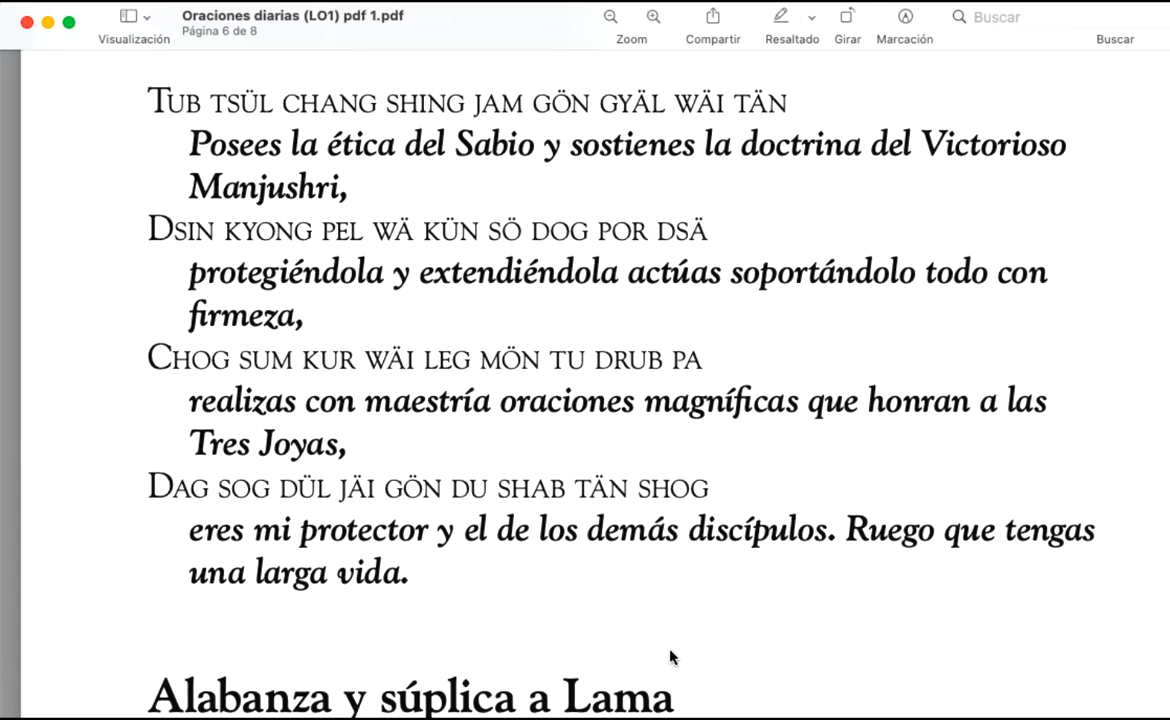 Oraciones diarias (LO1) pdf 1.pdf
Página 6 de 8
Buscar
Visualización Zoom Compartir Resaltado Girar Marcación Buscar
TUB TSÜL CHANG SHING JAM GÖN GYÄL WÄI TÄN
Posees la ética del Sabio y sostienes la doctrina del Victorioso
Manjushri,
DSIN KYONG PEL WÄ KÜN SÖ DOG POR DSÄ
protegiéndola y extendiéndola actúas soportándolo todo con
firmeza,
CHOG SUM KUR WÄI LEG MÖN TU DRUB PA
realizas con maestría oraciones magníficas que honran a las
Tres Joyas,
DAG SOG DÜL JÄI GÖN DU SHAB TÄN SHOG
eres mi protector y el de los demás discípulos. Ruego que tengas
una larga vida.
Alabanza y súplica a Lama